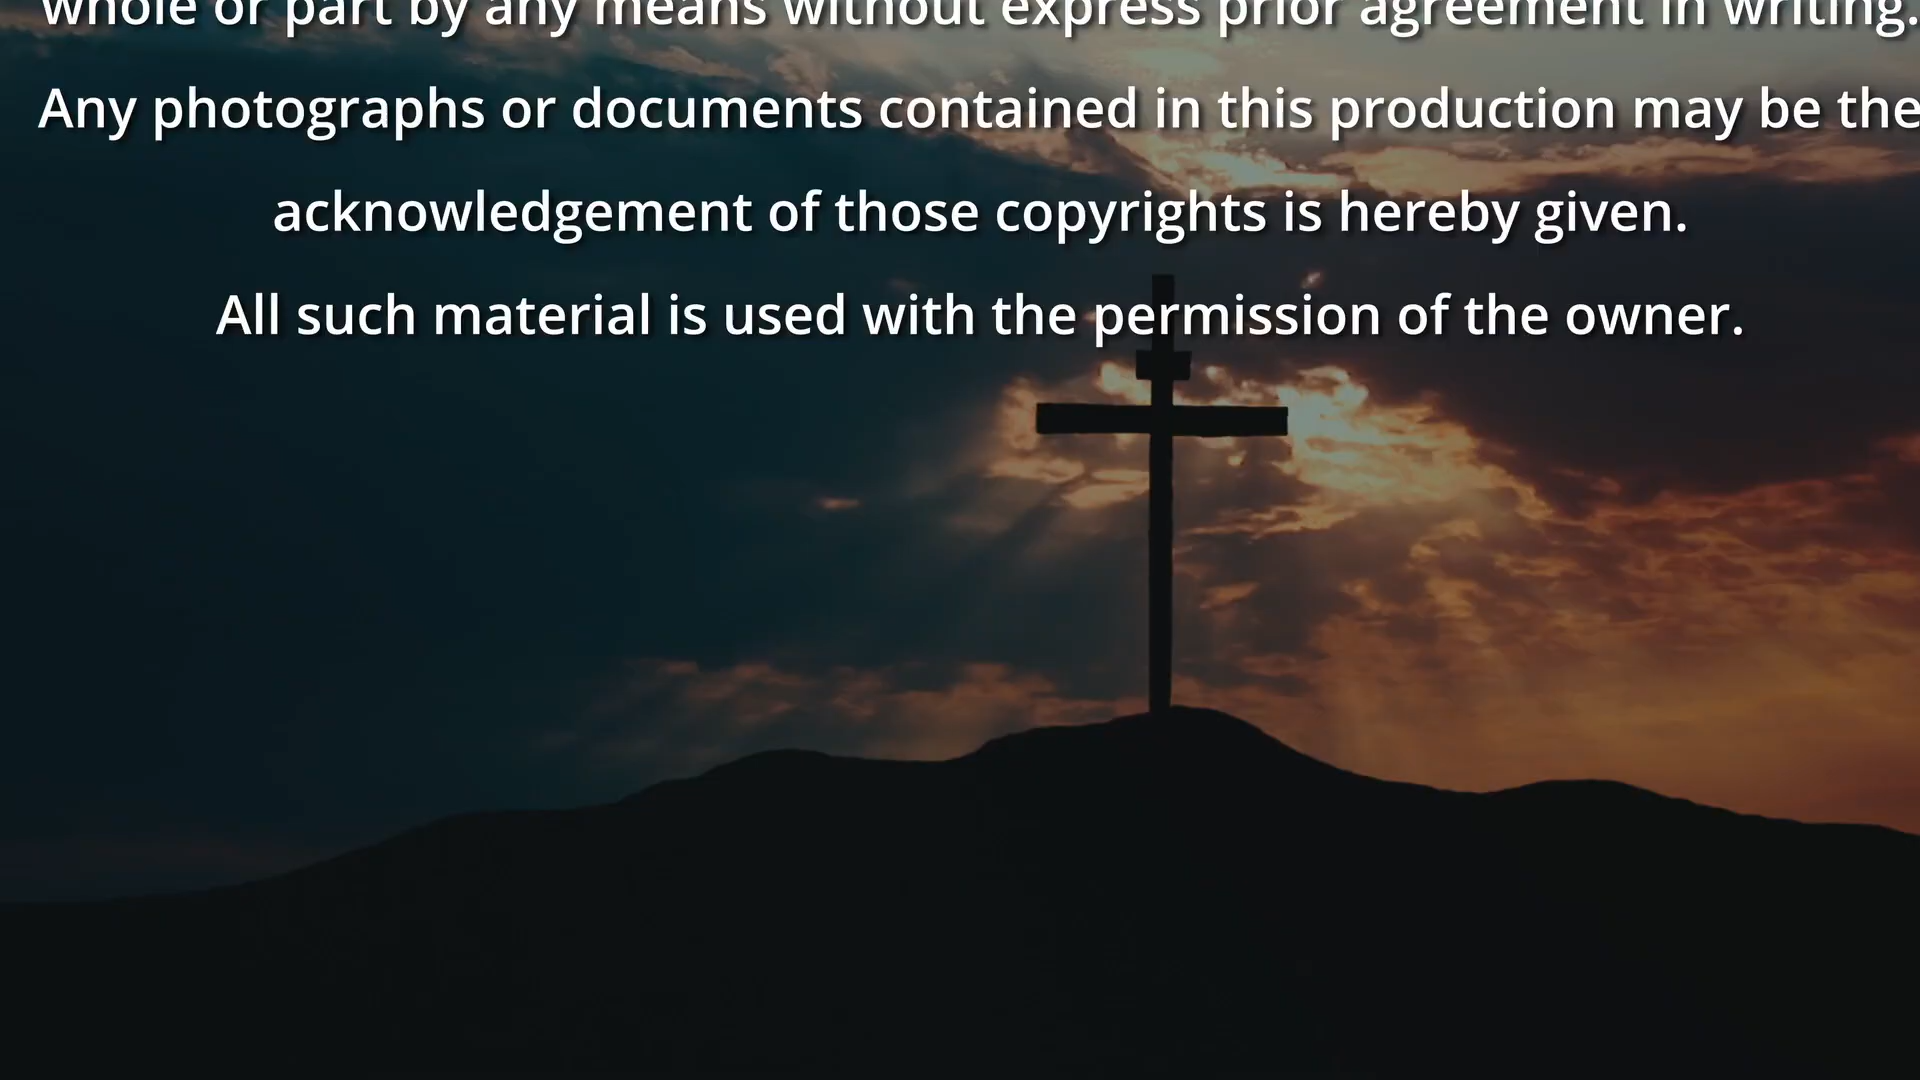 whole or part by any means without express prior agreement in writing.
Any photographs or documents contained in this production may be the
acknowledgement of those copyrights is hereby given.
All such material is used with the permission of the owner.